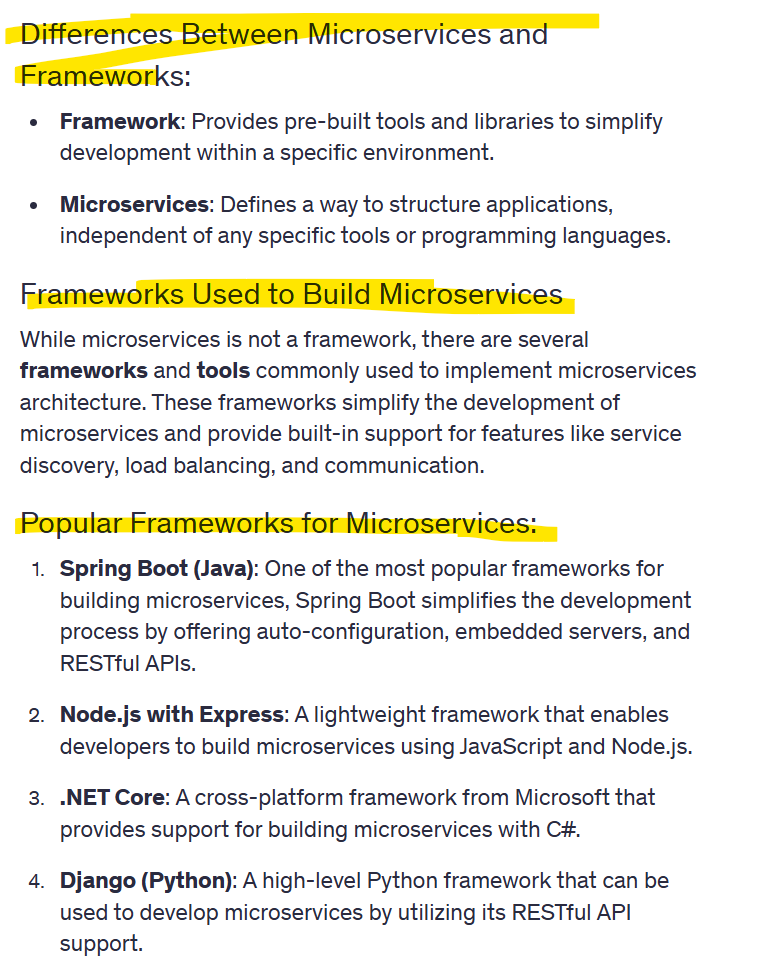 Differences Between Microservices and
Frameworks:
• Framework: Provides pre-built tools and libraries to simplify
development within a specific environment.
• Microservices: Defines a way to structure applications,
independent of any specific tools or programming languages.
Frameworks Used to Build Microservices
While microservices is not a framework, there are several
frameworks and tools commonly used to implement microservices
architecture. These frameworks simplify the development of
microservices and provide built-in support for features like service
discovery, load balancing, and communication.
Popular Frameworks for Microservices:
1. Spring Boot (Java): One of the most popular frameworks for
building microservices, Spring Boot simplifies the development
process by offering auto-configuration, embedded servers, and
RESTful APIs.
2. Node.js with Express: A lightweight framework that enables
developers to build microservices using JavaScript and Node.js.
3. .NET Core: A cross-platform framework from Microsoft that
provides support for building microservices with C#.
4. Django (Python): A high-level Python framework that can be
used to develop microservices by utilizing its RESTful API
support.